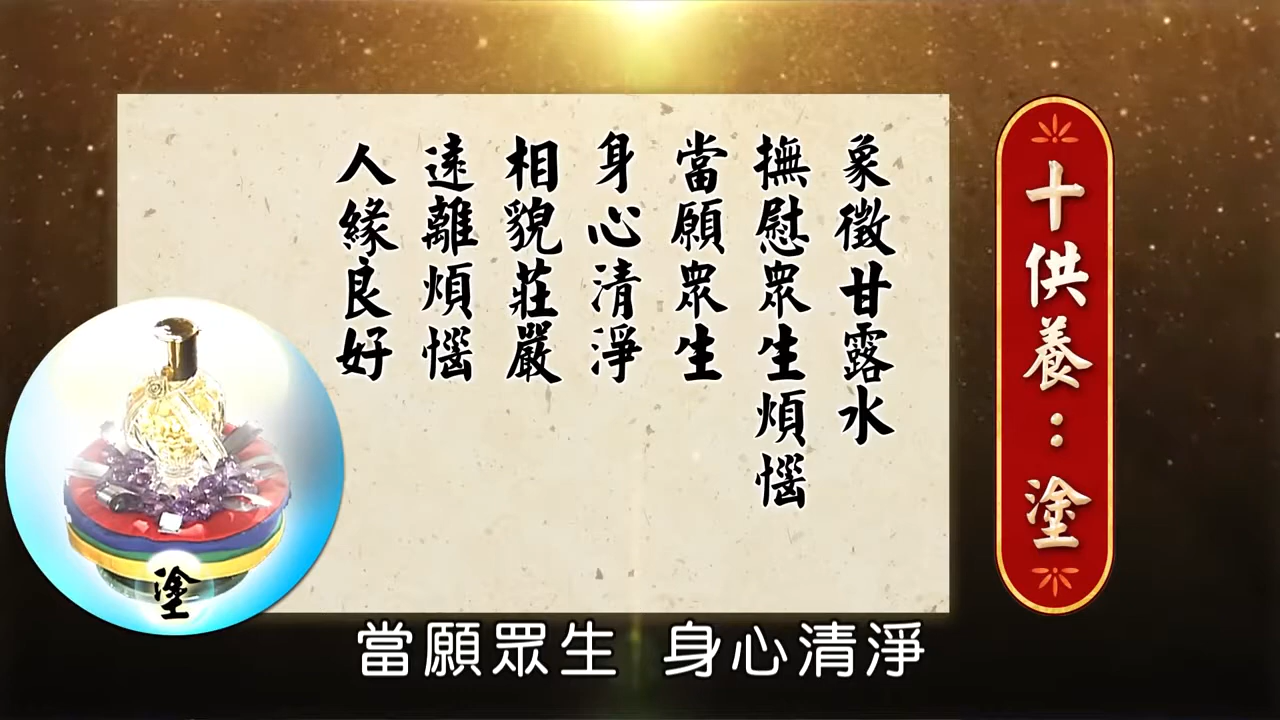 十供養：塗
象徵甘露水
撫慰眾生煩惱
當願眾生
身心清淨
相貌莊嚴
遠離煩惱
人緣良好
塗
當願眾生 身心清淨